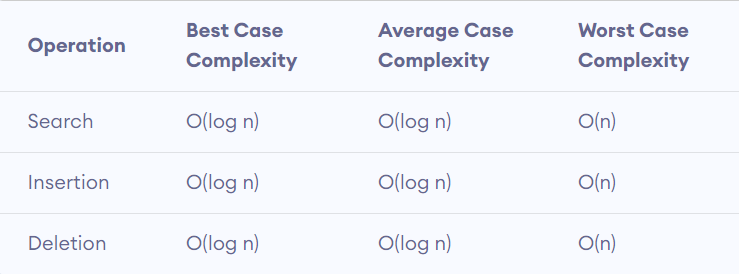 Operation Best Case Complexity Average Case Complexity Worst Case Complexity
Search O(log n) O(log n) O(n)
Insertion O(log n) O(log n) O(n)
Deletion O(log n) O(log n) O(n)